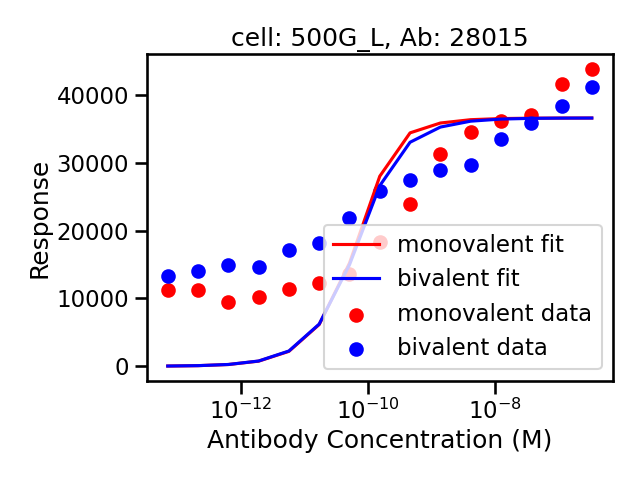 cell: 500G_L, Ab: 28015
Response
40000
30000
20000
10000
0
monovalent fit
bivalent fit
monovalent data
bivalent data
10⁻¹² 10⁻¹⁰ 10⁻⁸
Antibody Concentration (M)